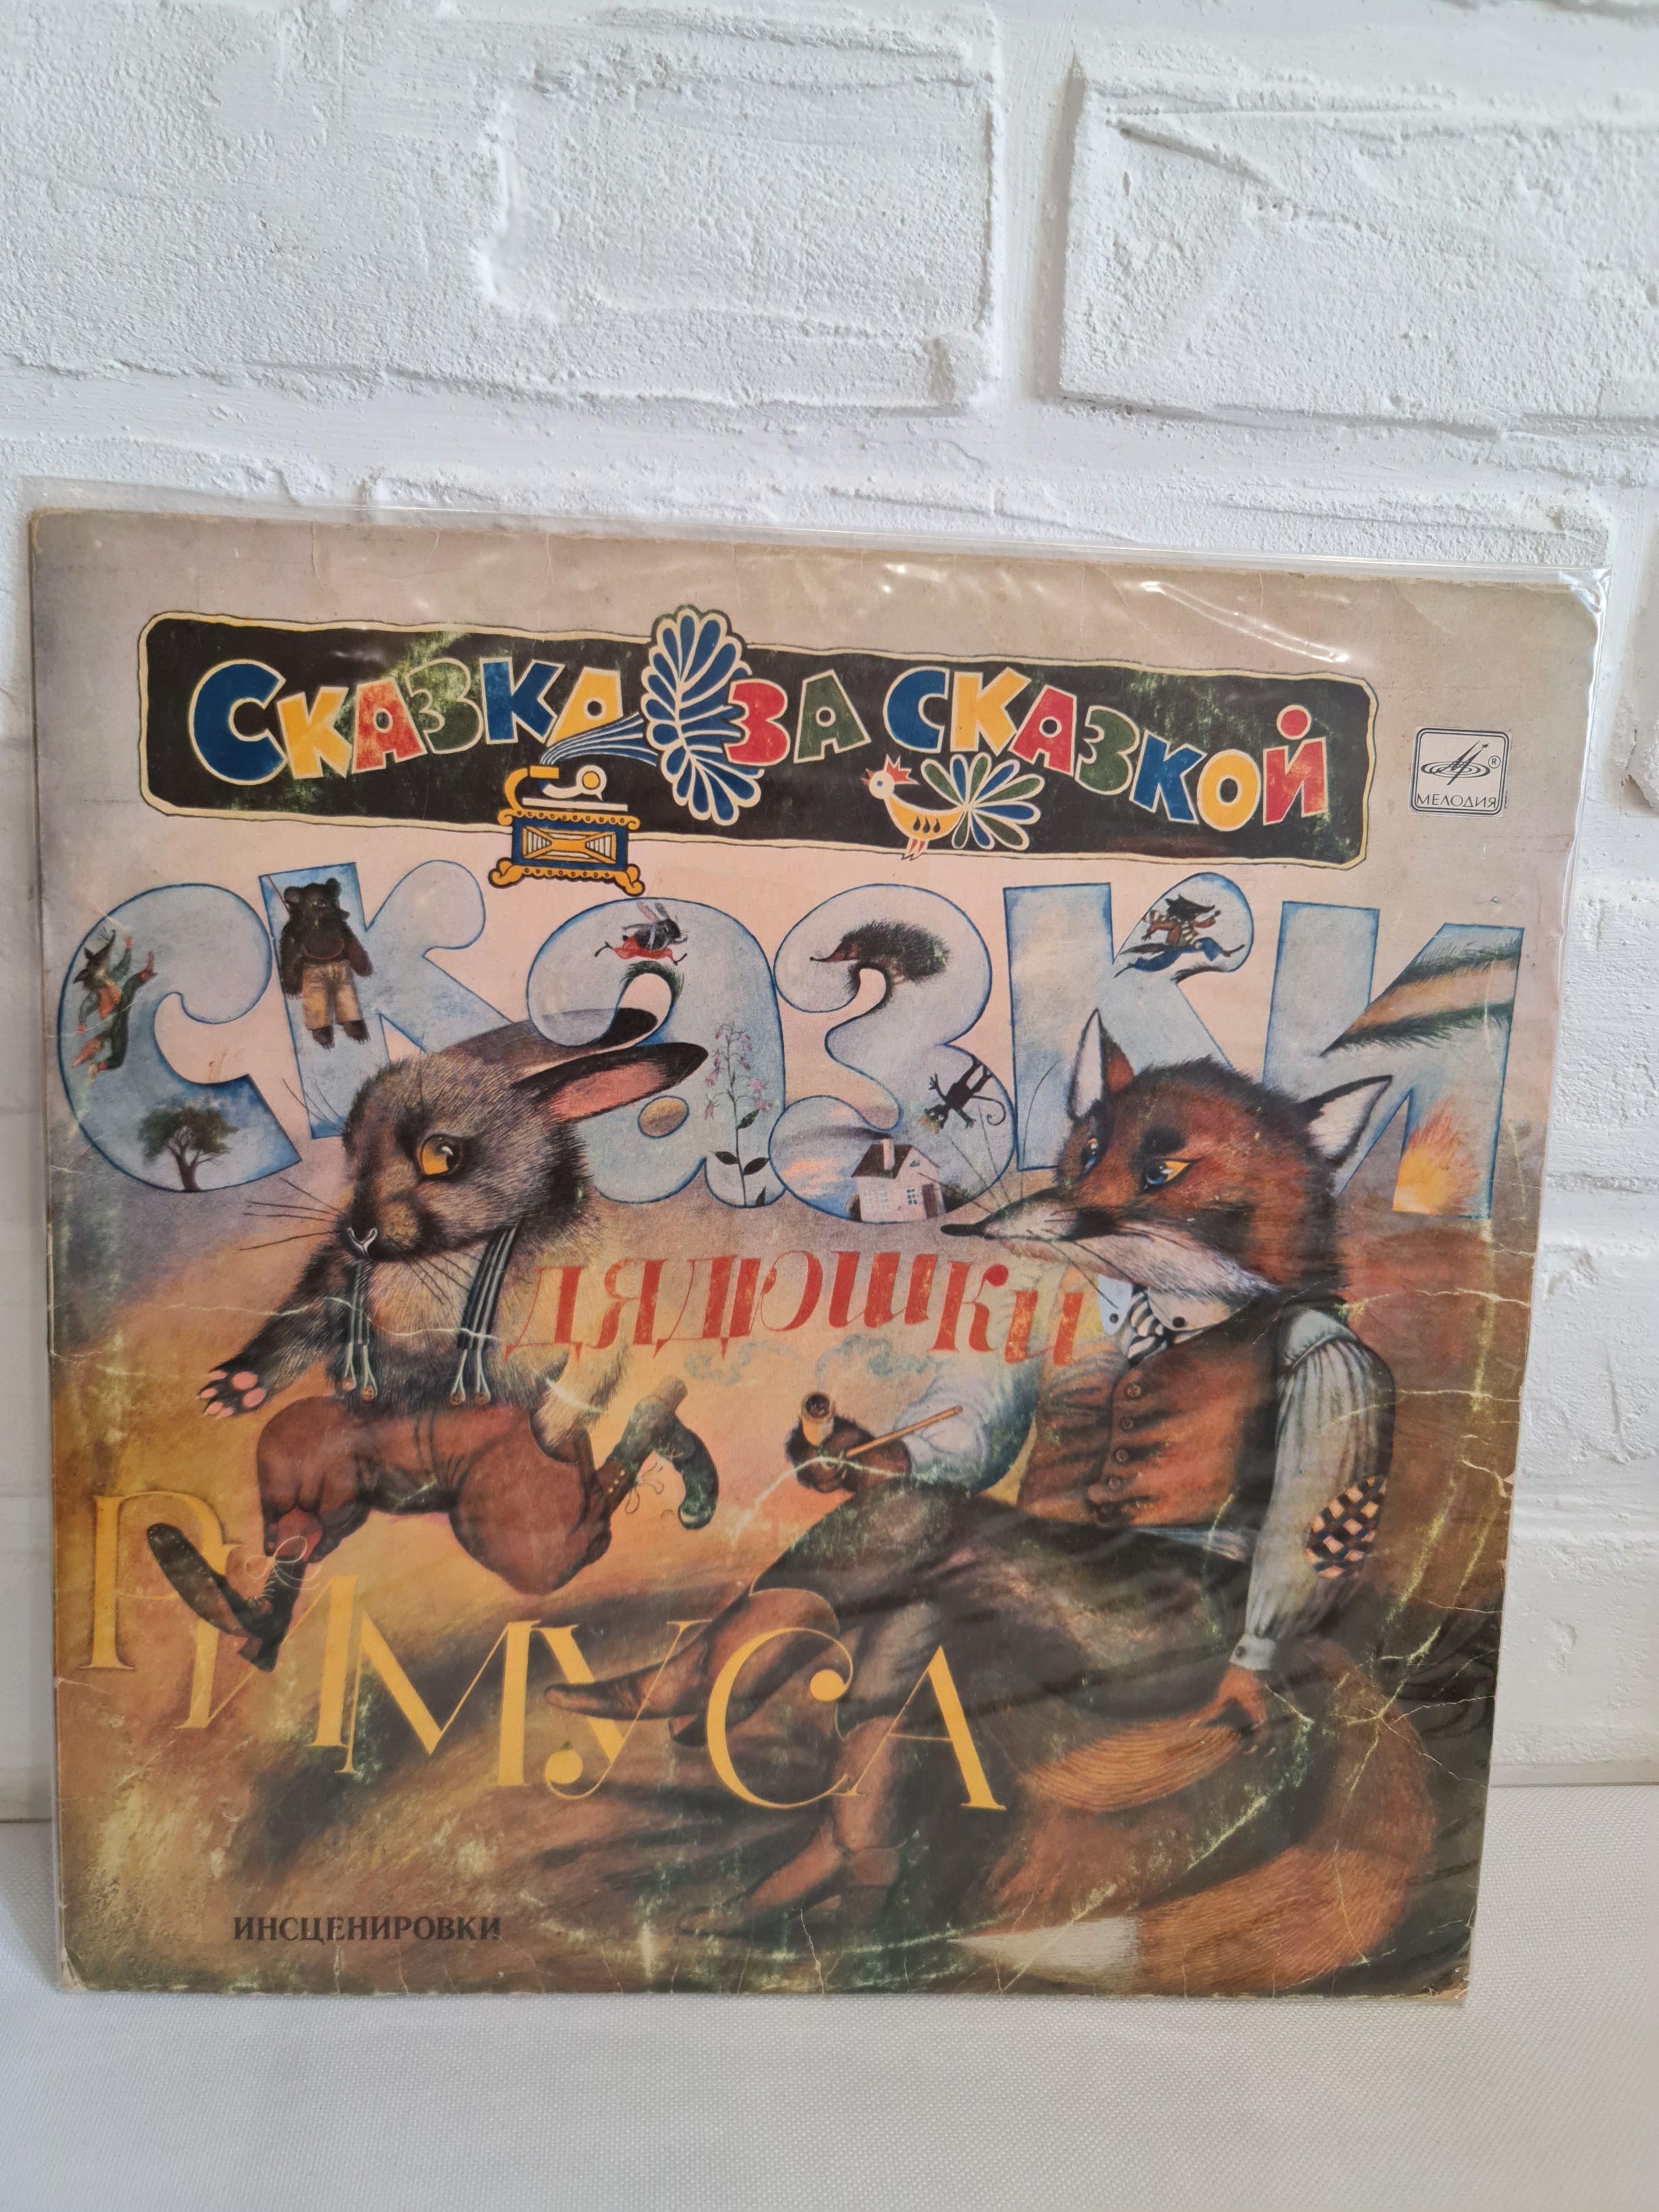 Сказка за сказкой
® МЕЛОДИЯ
сказки
дядюшки
РИМУСА
ИНСЦЕНИРОВКИ